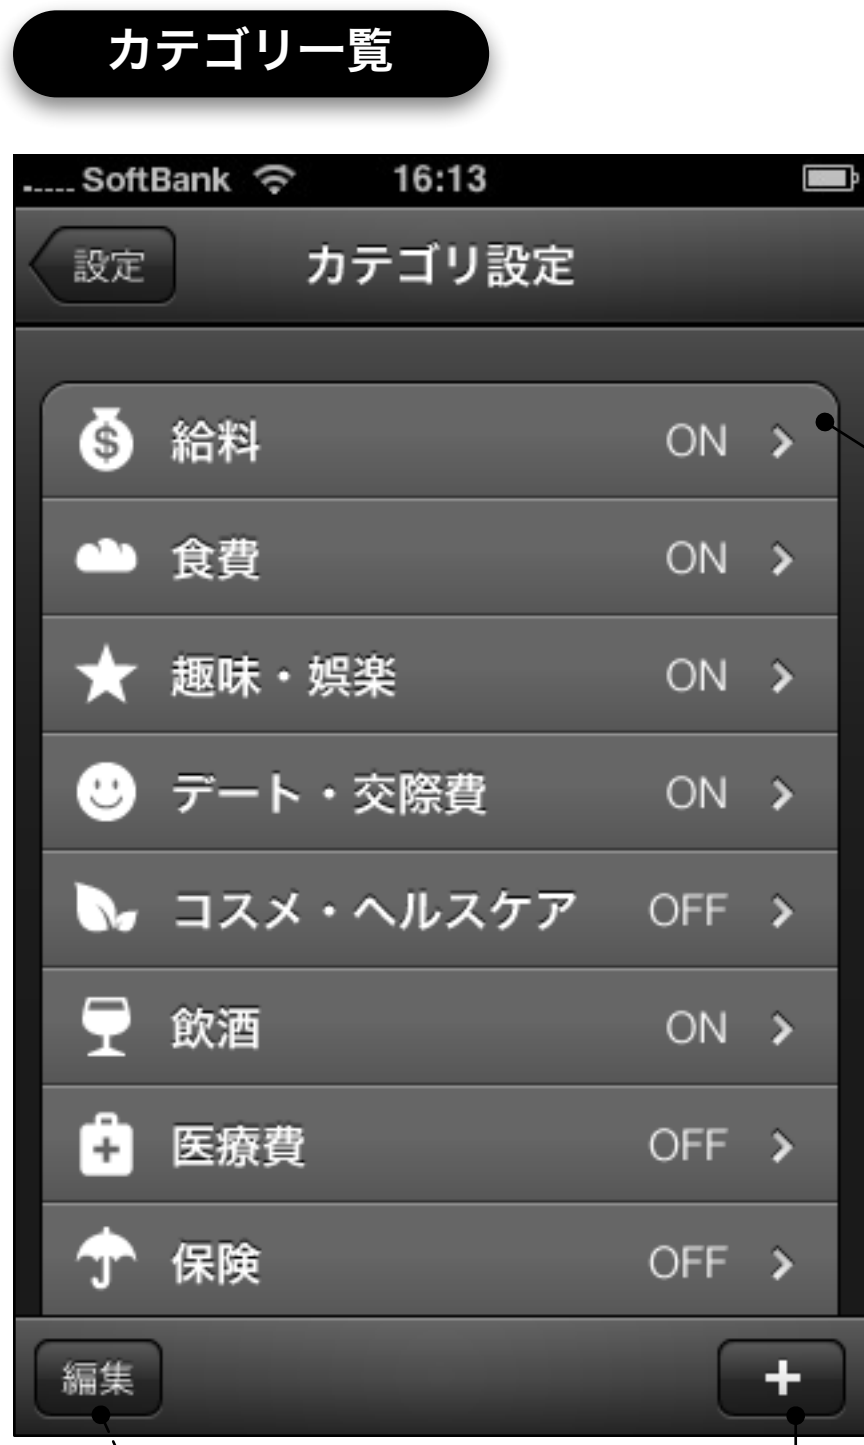 カテゴリ一覧
SoftBank 16:13
設定 カテゴリ設定
給料 ON
食費 ON
趣味・娯楽 ON
デート・交際費 ON
コスメ・ヘルスケア OFF
飲酒 ON
医療費 OFF
保険 OFF
編集 +